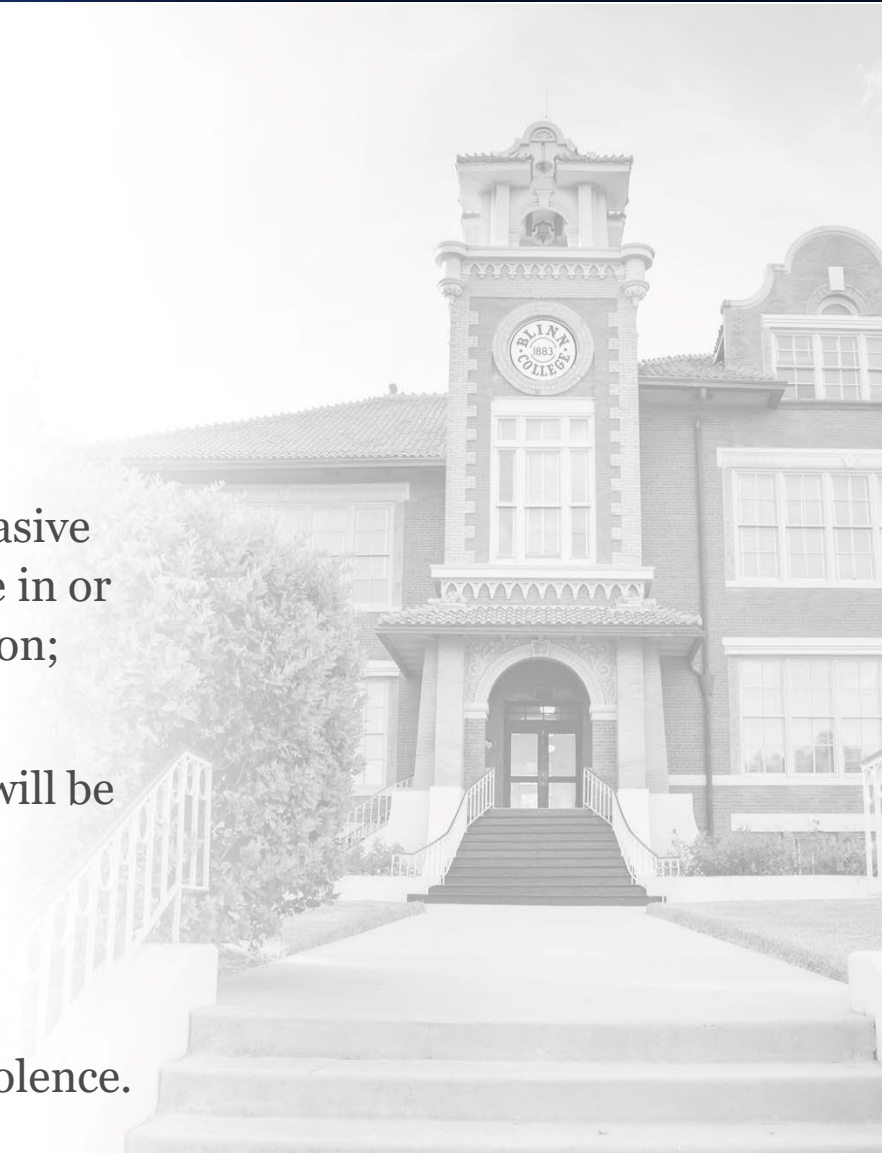 BLINN
1883
COLLEGE
asive
e in or
on;
will be
olence.